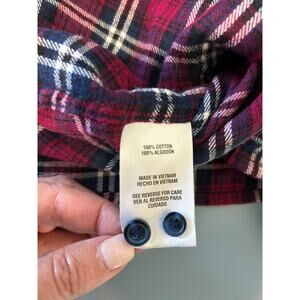 100% COTTON
100% ALGODÓN
MADE IN VIETNAM
HECHO EN VIETNAM
SEE REVERSE FOR CARE
VER AL REVERSO PARA
CUIDADO